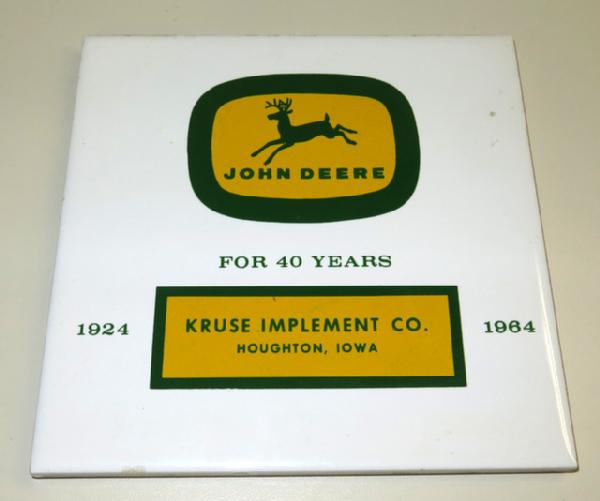 JOHN DEERE
FOR 40 YEARS
1924 KRUSE IMPLEMENT CO. 1964
HOUGHTON, IOWA